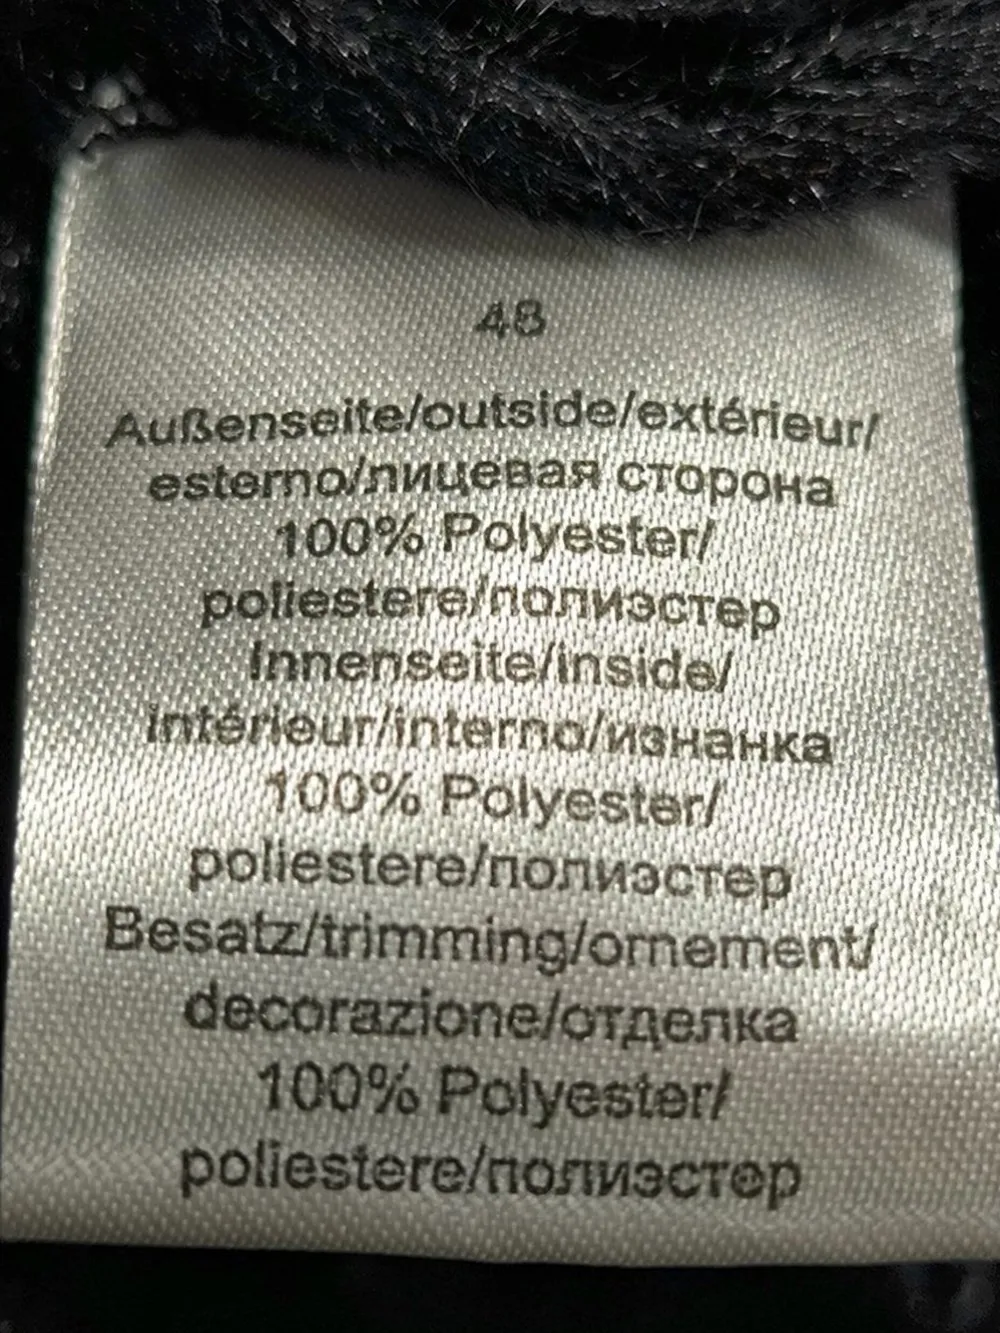 48
Außenseite/outside/extérieur/
esterno/лицевая сторона
100% Polyester/
poliestere/полиэстер
Innenseite/inside/
intérieur/interno/изнанка
100% Polyester/
poliestere/полиэстер
Besatz/trimming/ornement/
decorazione/отделка
100% Polyester/
poliestere/полиэстер